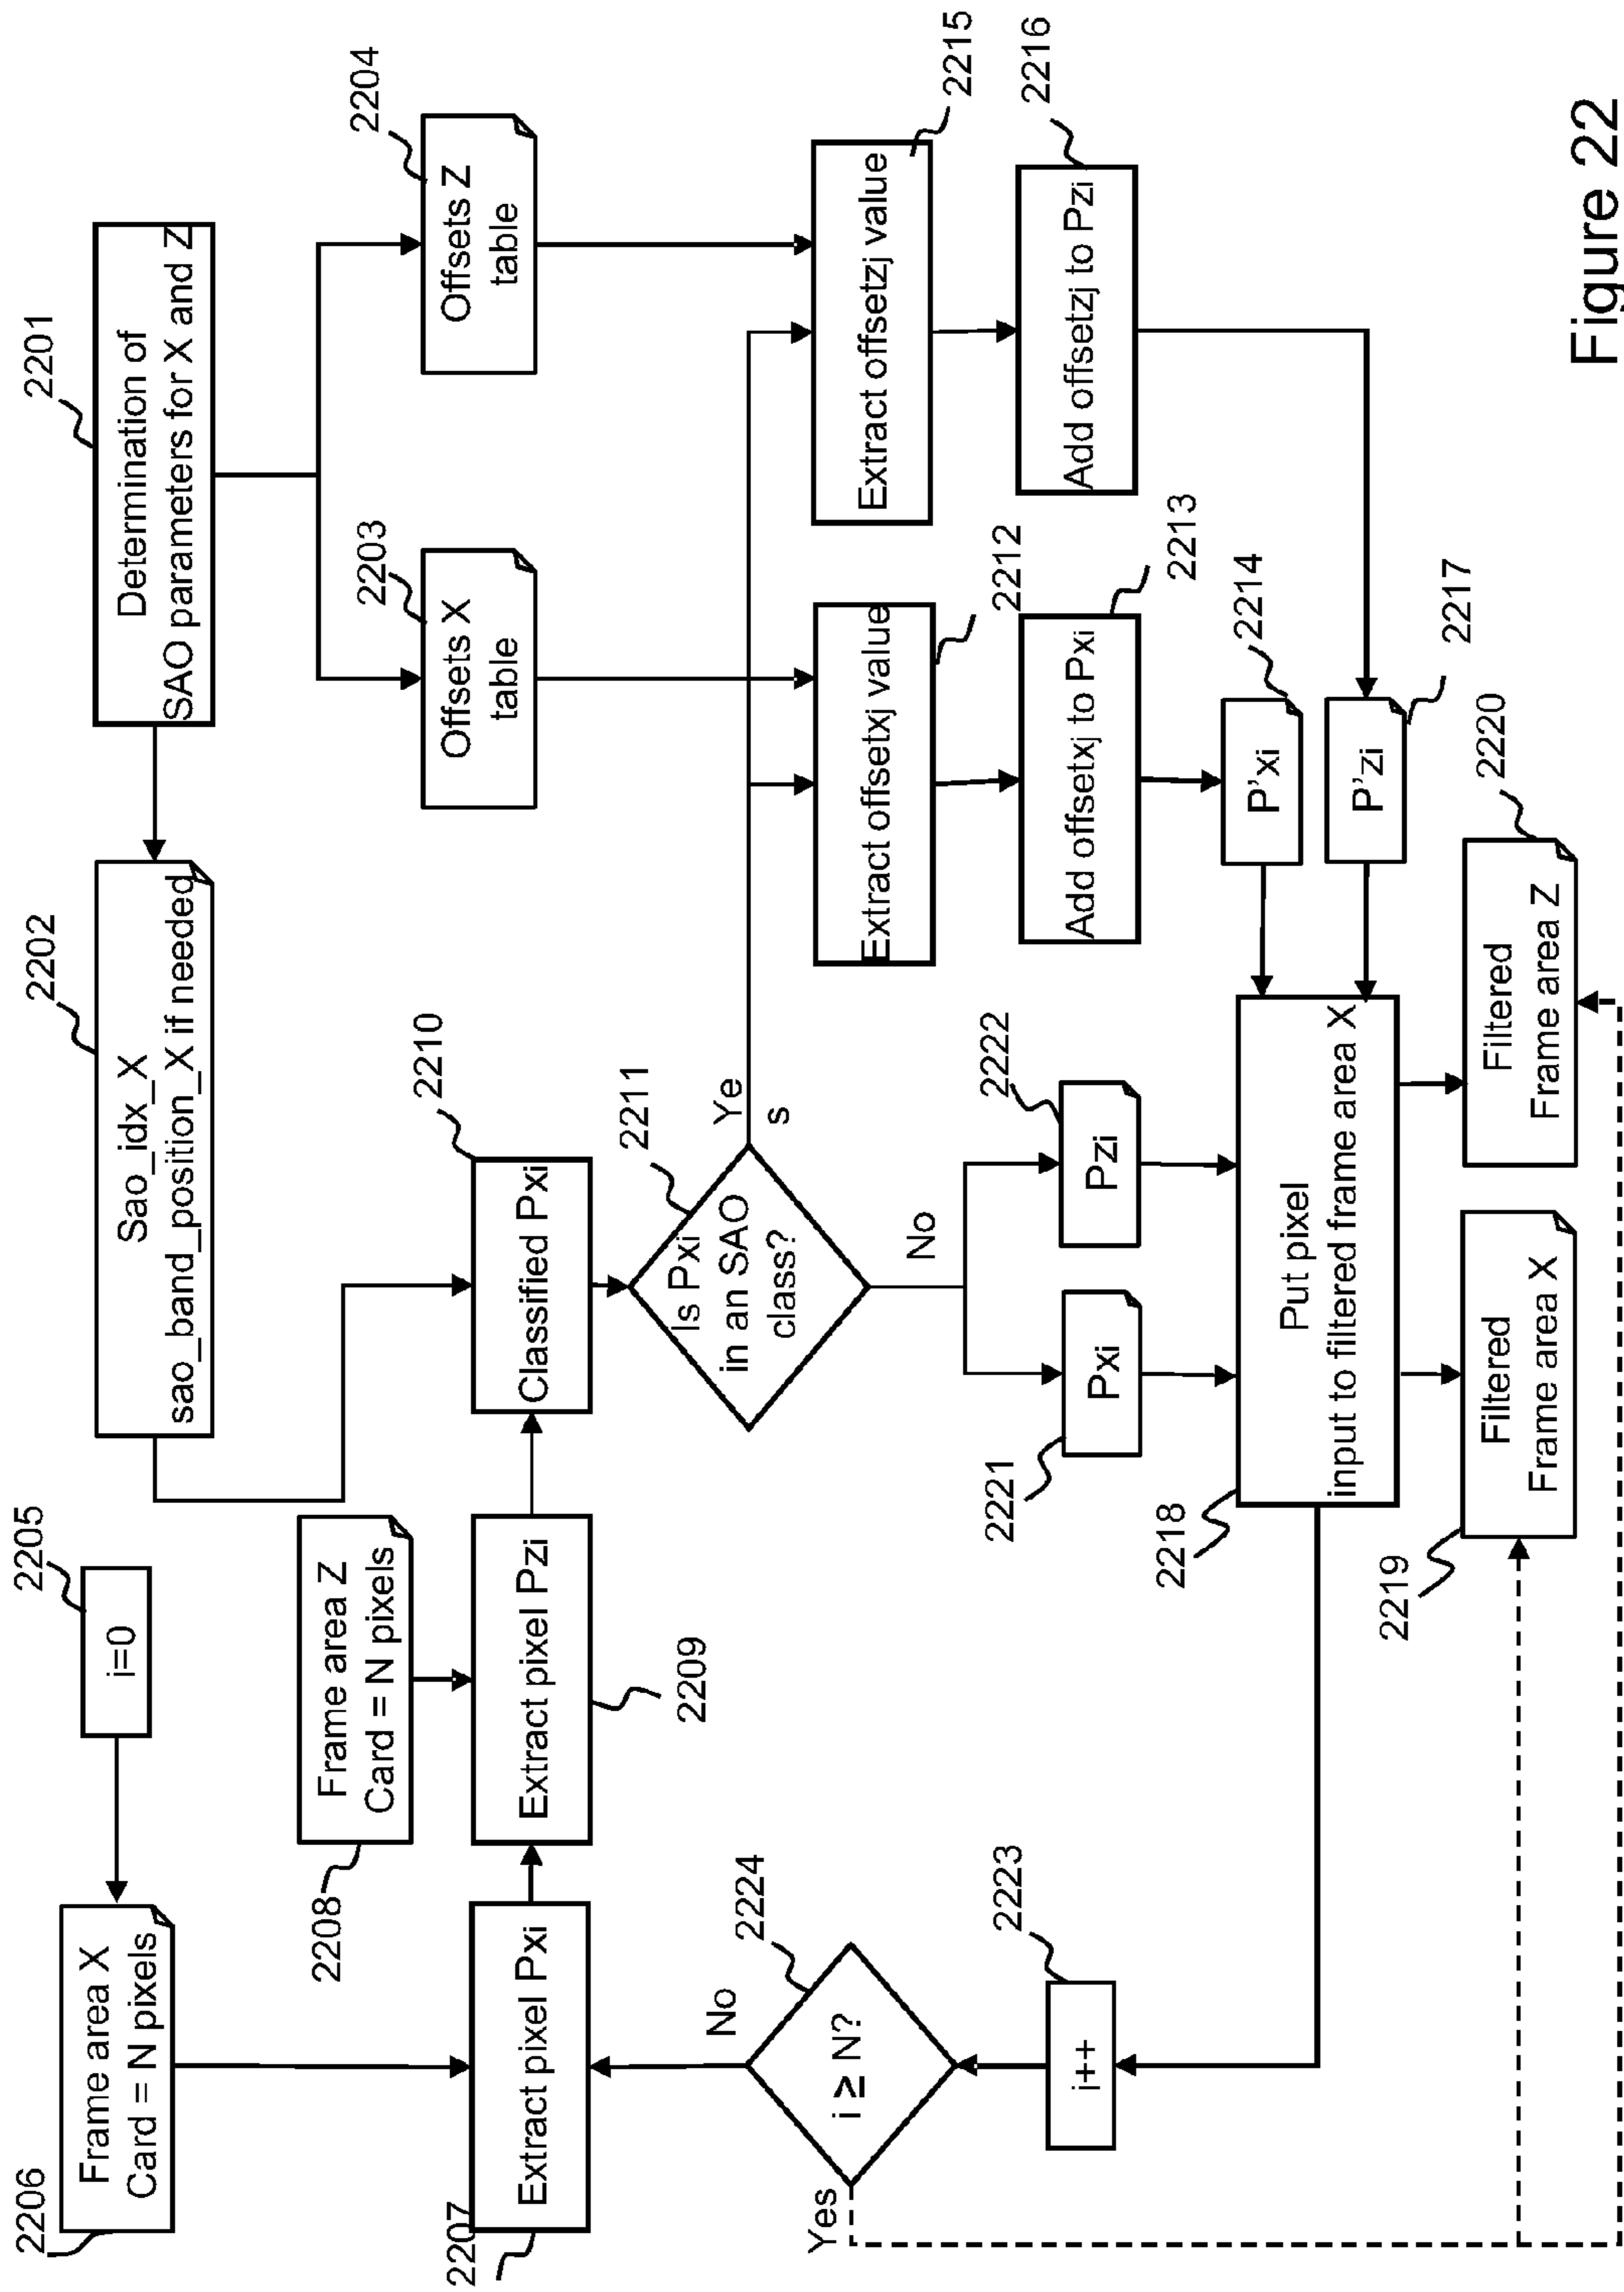 2205
i=0
2206
Frame area X
Card = N pixels
2202
Sao_idx_X
sao_band_position_X if needed
2201
Determination of
SAO parameters for X and Z
2208
Frame area Z
Card = N pixels
2203
Offsets X
table
2204
Offsets Z
table
2207
Extract pixel Pxi
2209
Extract pixel Pzi
2210
Classified Pxi
2211
Is Pxi
in an SAO
class?
Ye
s
No
2212
Extract offsetxj value
2215
Extract offsetzj value
2213
Add offsetxj to Pxi
2216
Add offsetzj to Pzi
2224
i ≥ N?
No
Yes
2223
i++
2221
Pxi
2222
Pzi
2214
P'xi
2217
P'zi
2218
Put pixel
input to filtered frame area X
2219
Filtered
Frame area X
2220
Filtered
Frame area Z
Figure 22